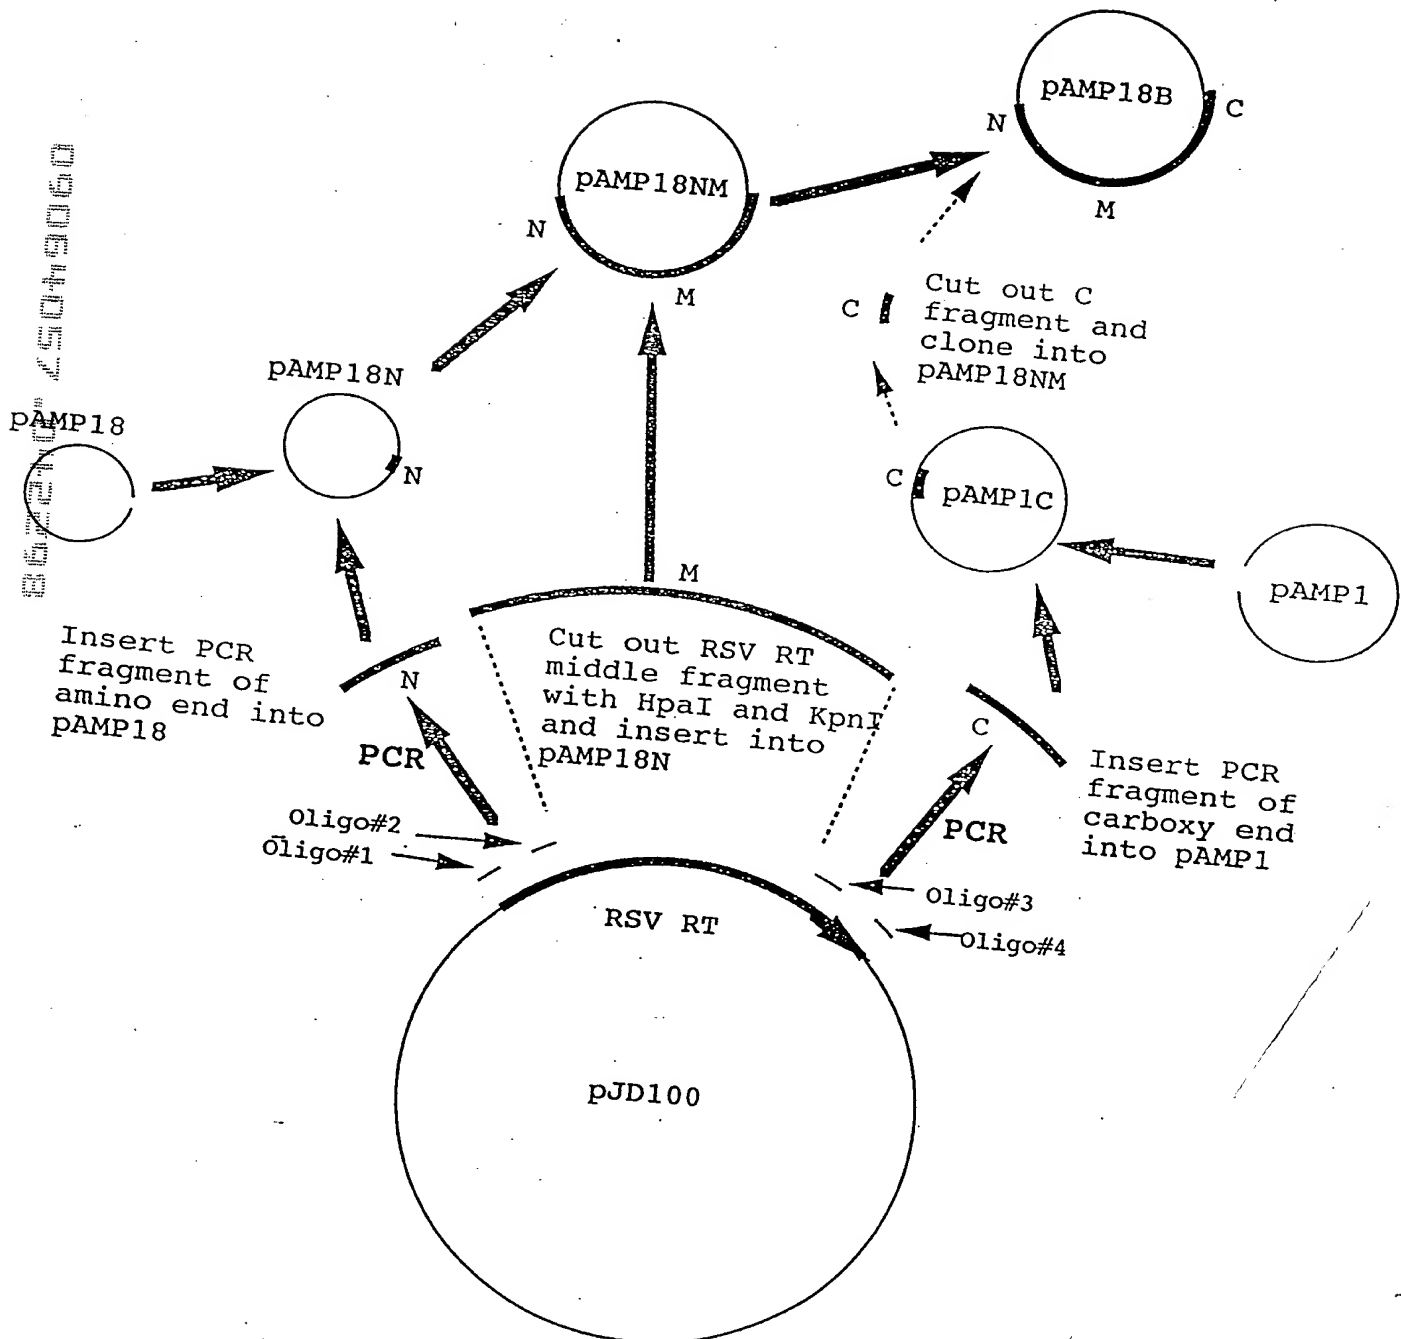 pAMP18B
N
C
M
pAMP18NM
N
M
Cut out C
fragment and
clone into
pAMP18NM
C
pAMP18N
pAMP18
N
C
pAMP1C
pAMP1
M
Insert PCR
fragment of
amino end into
pAMP18
N
Cut out RSV RT
middle fragment
with HpaI and KpnI
and insert into
pAMP18N
C
Insert PCR
fragment of
carboxy end
into pAMP1
PCR
PCR
Oligo#2
Oligo#1
Oligo#3
Oligo#4
RSV RT
pJD100